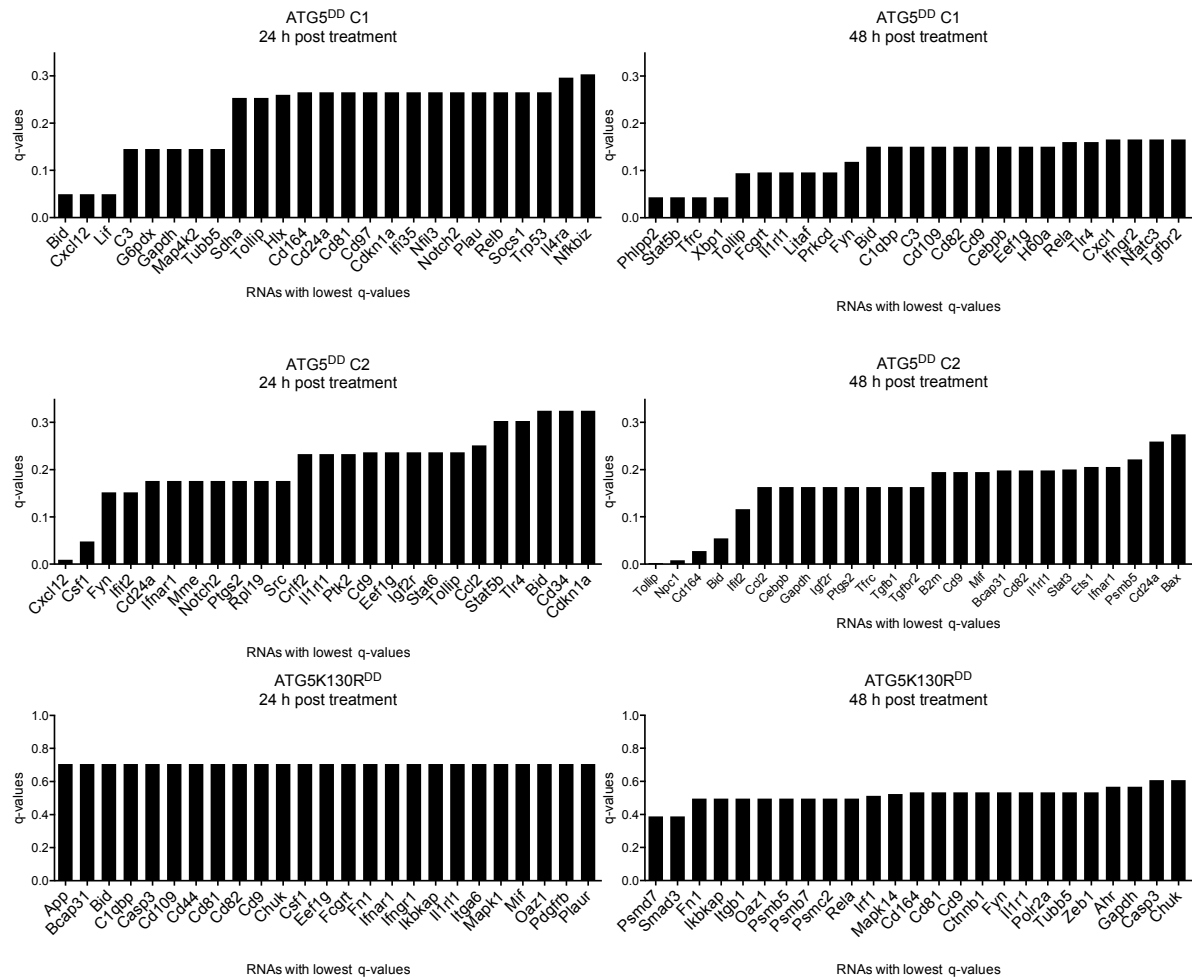 ATG5DD C1
24 h post treatment
q-values
0.3
0.2
0.1
0.0
Bid Cxcl12 Lif C3 G6pdx Gapdh Map4k2 Tubb5 Sdha Tollip Hlx Cd164 Cd24a Cd81 Cd97 Cdkn1a Ifi35 Nfil3 Notch2 Plau Relb Socs1 Trp53 Il4ra Nfkbiz
RNAs with lowest q-values
ATG5DD C1
48 h post treatment
q-values
0.3
0.2
0.1
0.0
Phlpp2 Stat5b Tfrc Xbp1 Tollip Fcgrt Il1rl1 Litaf Prkcd Fyn Bid C1qbp C3 Cd109 Cd82 Cd9 Cebpb Eef1g H60a Rela Tlr4 Cxcl1 Ifngr2 Nfatc3 Tgfbr2
RNAs with lowest q-values
ATG5DD C2
24 h post treatment
q-values
0.3
0.2
0.1
0.0
Cxcl12 Csf1 Fyn Ifit2 Cd24a Ifnar1 Mme Notch2 Ptgs2 Rpl19 Src Crlf2 Il1rl1 Ptk2 Cd9 Eef1g Igf2r Stat6 Tollip Ccl2 Stat5b Tlr4 Bid Cd34 Cdkn1a
RNAs with lowest q-values
ATG5DD C2
48 h post treatment
q-values
0.3
0.2
0.1
0.0
Tollip Npc1 Cd164 Bid Ifit2 Ccl2 Cebpb Gapdh Igf2r Ptgs2 Tfrc Tgfb1 Tgfbr2 B2m Cd9 Mif Bcap31 Cd82 Il1rl1 Stat3 Ets1 Ifnar1 Psmb5 Cd24a Bax
RNAs with lowest q-values
ATG5K130RDD
24 h post treatment
q-values
1.0
0.8
0.6
0.4
0.2
0.0
App Bcap31 Bid C1qbp Casp3 Cd109 Cd44 Cd81 Cd82 Cd9 Chuk Csf1 Eef1g Fcgrt Fn1 Ifnar1 Ifngr1 Ikbkap Il1rl1 Itga6 Mapk1 Mif Oaz1 Pdgfrb Plaur
RNAs with lowest q-values
ATG5K130RDD
48 h post treatment
q-values
1.0
0.8
0.6
0.4
0.2
0.0
Psmd7 Smad3 Fn1 Ikbkap Itgb1 Oaz1 Psmb5 Psmb7 Psmc2 Rela Irf1 Mapk14 Cd164 Cd81 Cd9 Ctnnb1 Fyn Il1r1 Polr2a Tubb5 Zeb1 Ahr Gapdh Casp3 Chuk
RNAs with lowest q-values